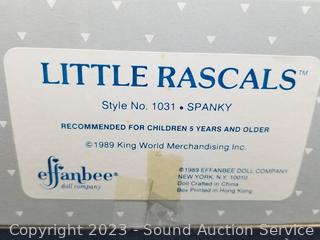 LITTLE RASCALS™
Style No. 1031 • SPANKY
RECOMMENDED FOR CHILDREN 5 YEARS AND OLDER
©1989 King World Merchandising Inc.
effanbee®
doll company
©1989 EFFANBEE DOLL COMPANY
NEW YORK, N.Y. 10010
Doll Crafted in China
Box Printed in Hong Kong
Copyright 2023 - SoCal Auction Service